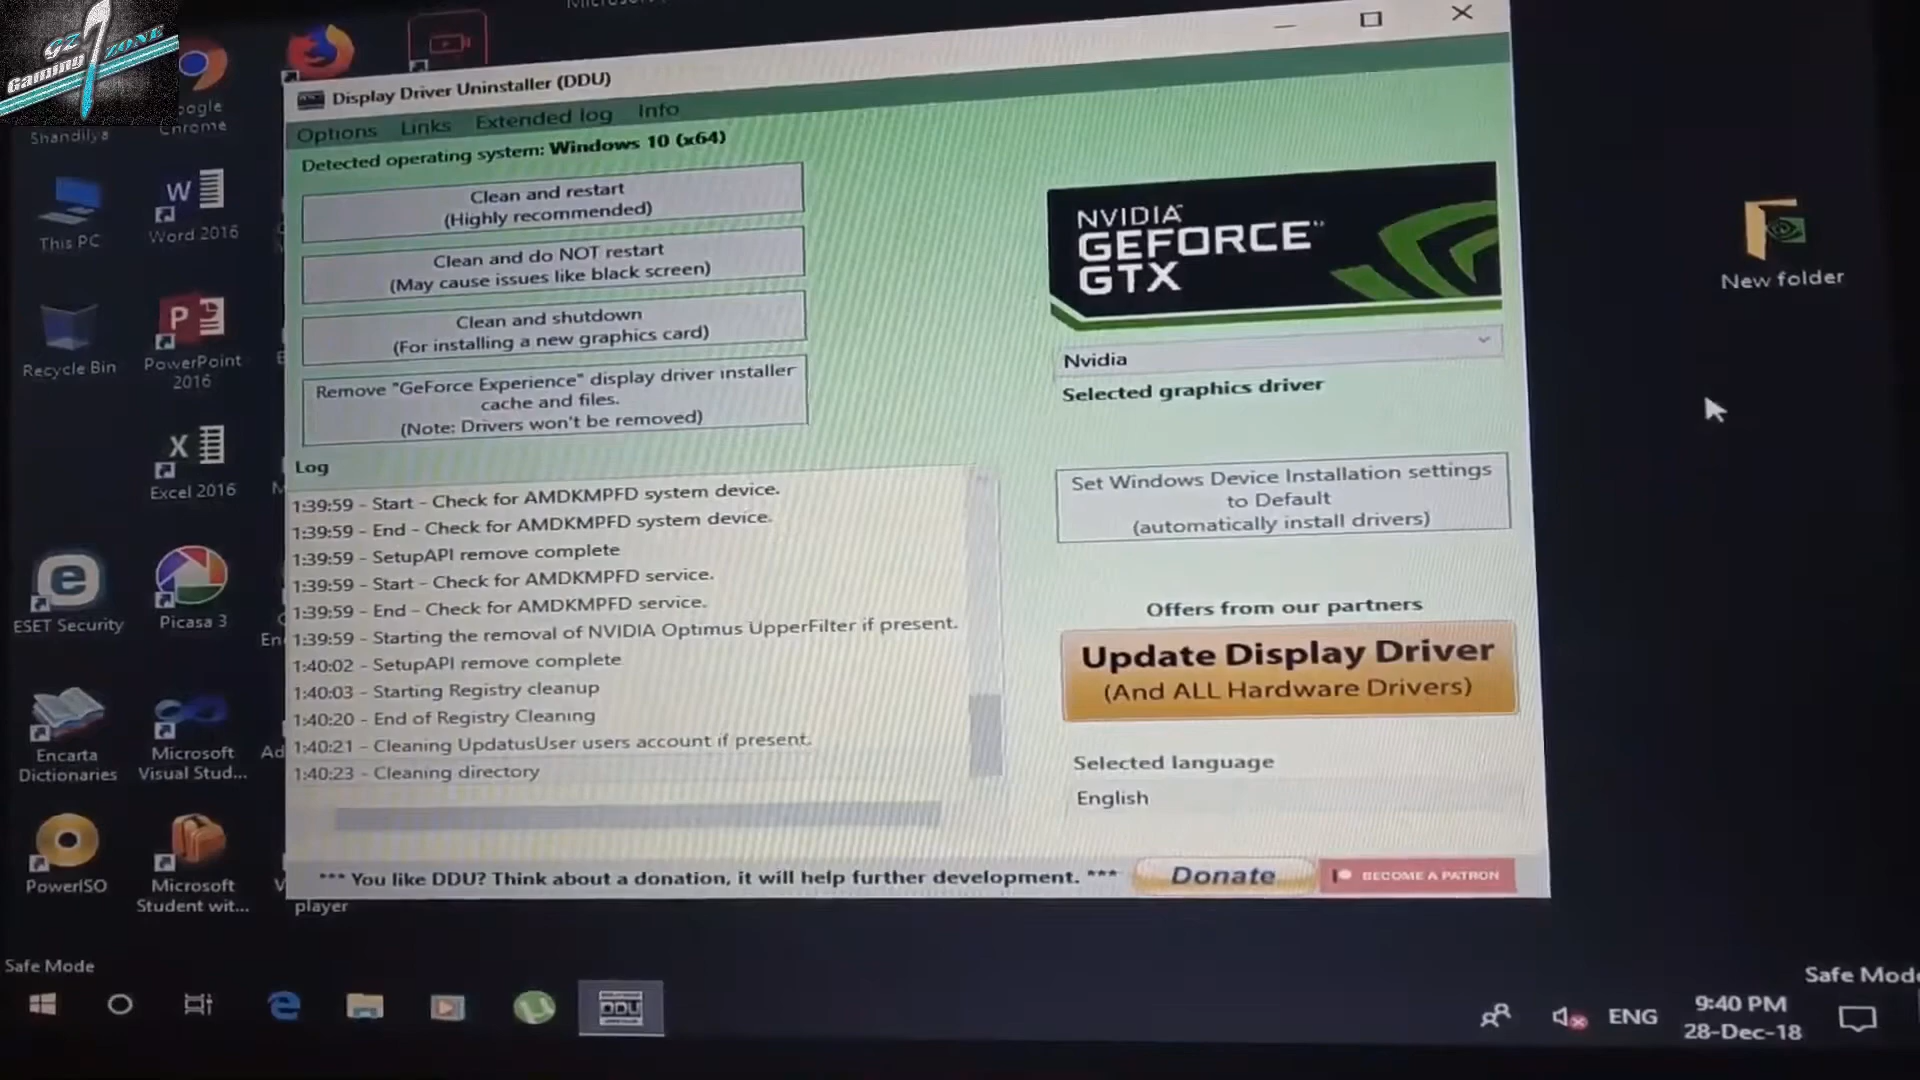 GZ
Gaming
ZONE
Shandilya
Google
Chrome
This PC
Word 2016
Recycle Bin
PowerPoint
2016
Excel 2016
ESET Security
Picasa 3
Encarta
Dictionaries
Microsoft
Visual Stud...
PowerISO
Microsoft
Student wit...
player
Display Driver Uninstaller (DDU)
Options Links Extended log Info
Detected operating system: Windows 10 (x64)
Clean and restart
(Highly recommended)
Clean and do NOT restart
(May cause issues like black screen)
Clean and shutdown
(For installing a new graphics card)
Remove "GeForce Experience" display driver installer
cache and files.
(Note: Drivers won't be removed)
Log
1:39:59 - Start - Check for AMDKMPFD system device.
1:39:59 - End - Check for AMDKMPFD system device.
1:39:59 - SetupAPI remove complete
1:39:59 - Start - Check for AMDKMPFD service.
1:39:59 - End - Check for AMDKMPFD service.
1:39:59 - Starting the removal of NVIDIA Optimus UpperFilter if present.
1:40:02 - SetupAPI remove complete
1:40:03 - Starting Registry cleanup
1:40:20 - End of Registry Cleaning
1:40:21 - Cleaning UpdatusUser users account if present.
1:40:23 - Cleaning directory
NVIDIA
GEFORCE™
GTX
Nvidia
Selected graphics driver
Set Windows Device Installation settings
to Default
(automatically install drivers)
Offers from our partners
Update Display Driver
(And ALL Hardware Drivers)
Selected language
English
*** You like DDU? Think about a donation, it will help further development. ***
Donate
BECOME A PATRON
New folder
Safe Mode
Safe Mode
DDU
ENG
9:40 PM
28-Dec-18